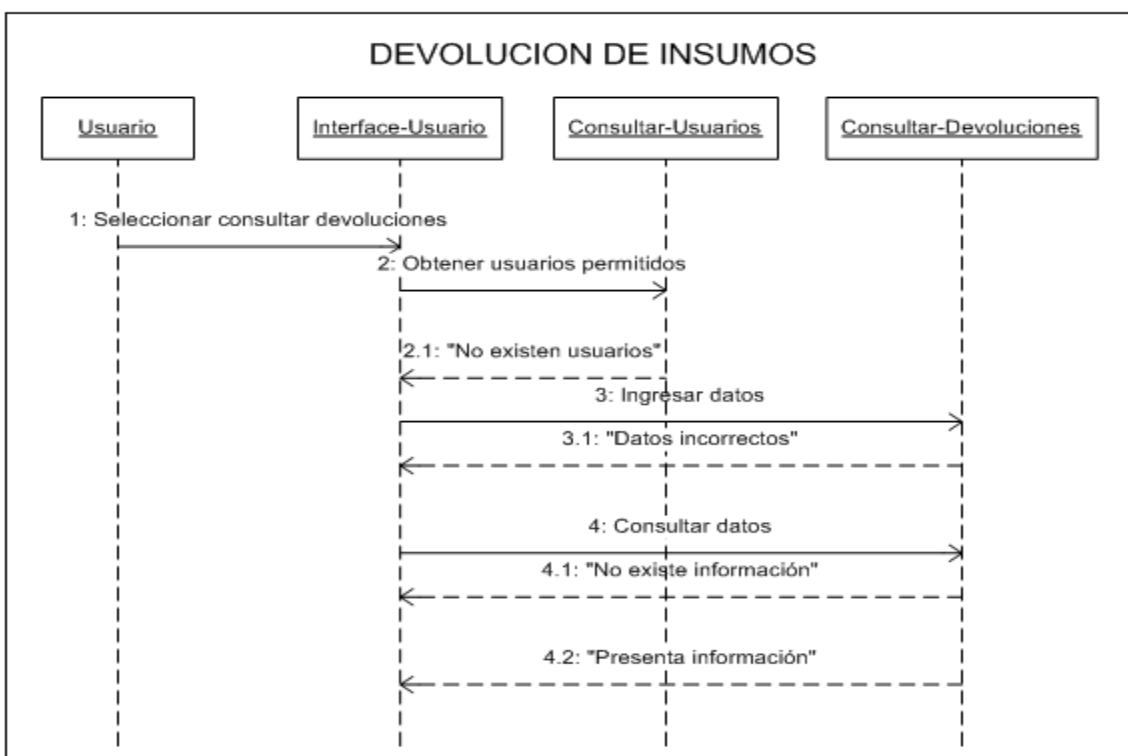 DEVOLUCION DE INSUMOS
Usuario
Interface-Usuario
Consultar-Usuarios
Consultar-Devoluciones
1: Seleccionar consultar devoluciones
2: Obtener usuarios permitidos
2.1: "No existen usuarios"
3: Ingresar datos
3.1: "Datos incorrectos"
4: Consultar datos
4.1: "No existe información"
4.2: "Presenta información"